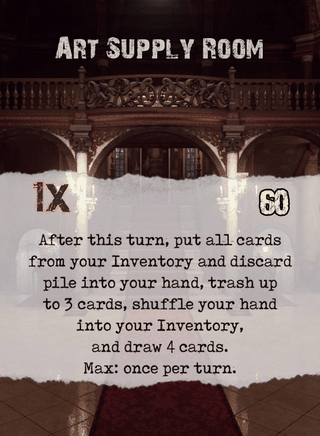 Art Supply Room
1X
60
After this turn, put all cards
from your Inventory and discard
pile into your hand, trash up
to 3 cards, shuffle your hand
into your Inventory,
and draw 4 cards.
Max: once per turn.